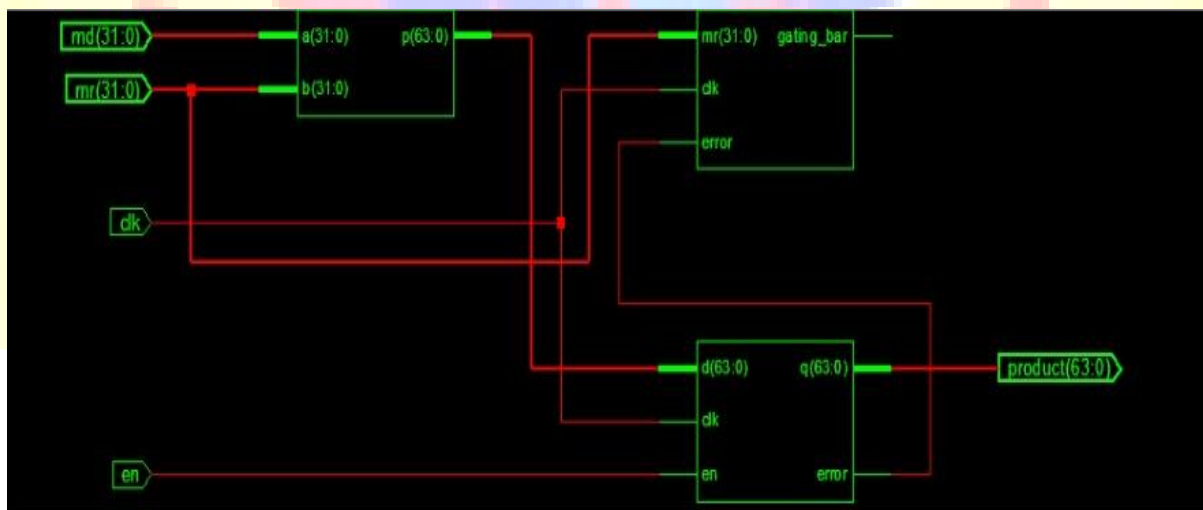 md(31:0)
a(31:0)
p(63:0)
mr(31:0)
gating_bar
mr(31:0)
b(31:0)
clk
error
clk
d(63:0)
q(63:0)
product(63:0)
clk
en
en
error